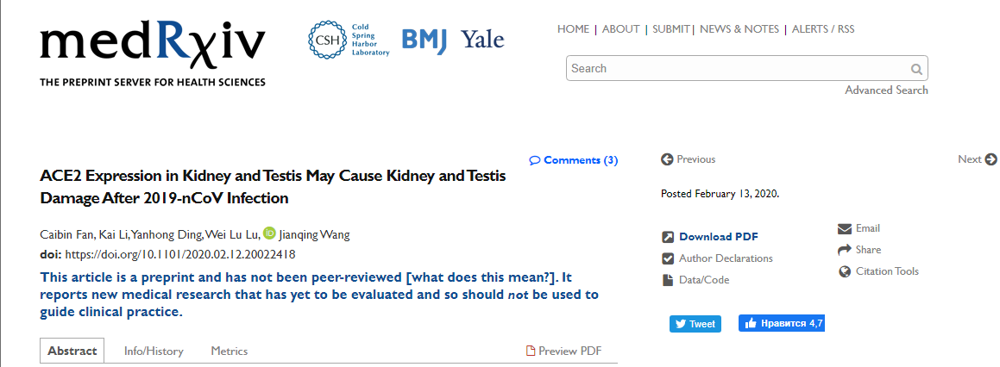 medRxiv
THE PREPRINT SERVER FOR HEALTH SCIENCES
CSH Cold Spring Harbor Laboratory
BMJ
Yale
HOME | ABOUT | SUBMIT | NEWS & NOTES | ALERTS / RSS
Search
Advanced Search
Comments (3)
ACE2 Expression in Kidney and Testis May Cause Kidney and Testis
Damage After 2019-nCoV Infection
Caibin Fan, Kai Li, Yanhong Ding, Wei Lu Lu, iD Jianqing Wang
doi: https://doi.org/10.1101/2020.02.12.20022418
This article is a preprint and has not been peer-reviewed [what does this mean?]. It
reports new medical research that has yet to be evaluated and so should not be used to
guide clinical practice.
Abstract
Info/History
Metrics
Preview PDF
Previous
Next
Posted February 13, 2020.
Download PDF
Author Declarations
Data/Code
Email
Share
Citation Tools
Tweet
Нравится 4,7